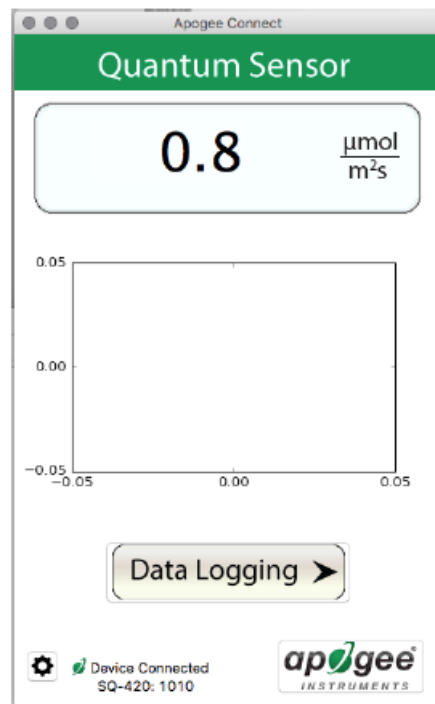 Apogee Connect
Quantum Sensor
0.8 µmol
m²s
0.05
0.00
−0.05
−0.05 0.00 0.05
Data Logging
Device Connected
SQ-420: 1010
apogee®
INSTRUMENTS